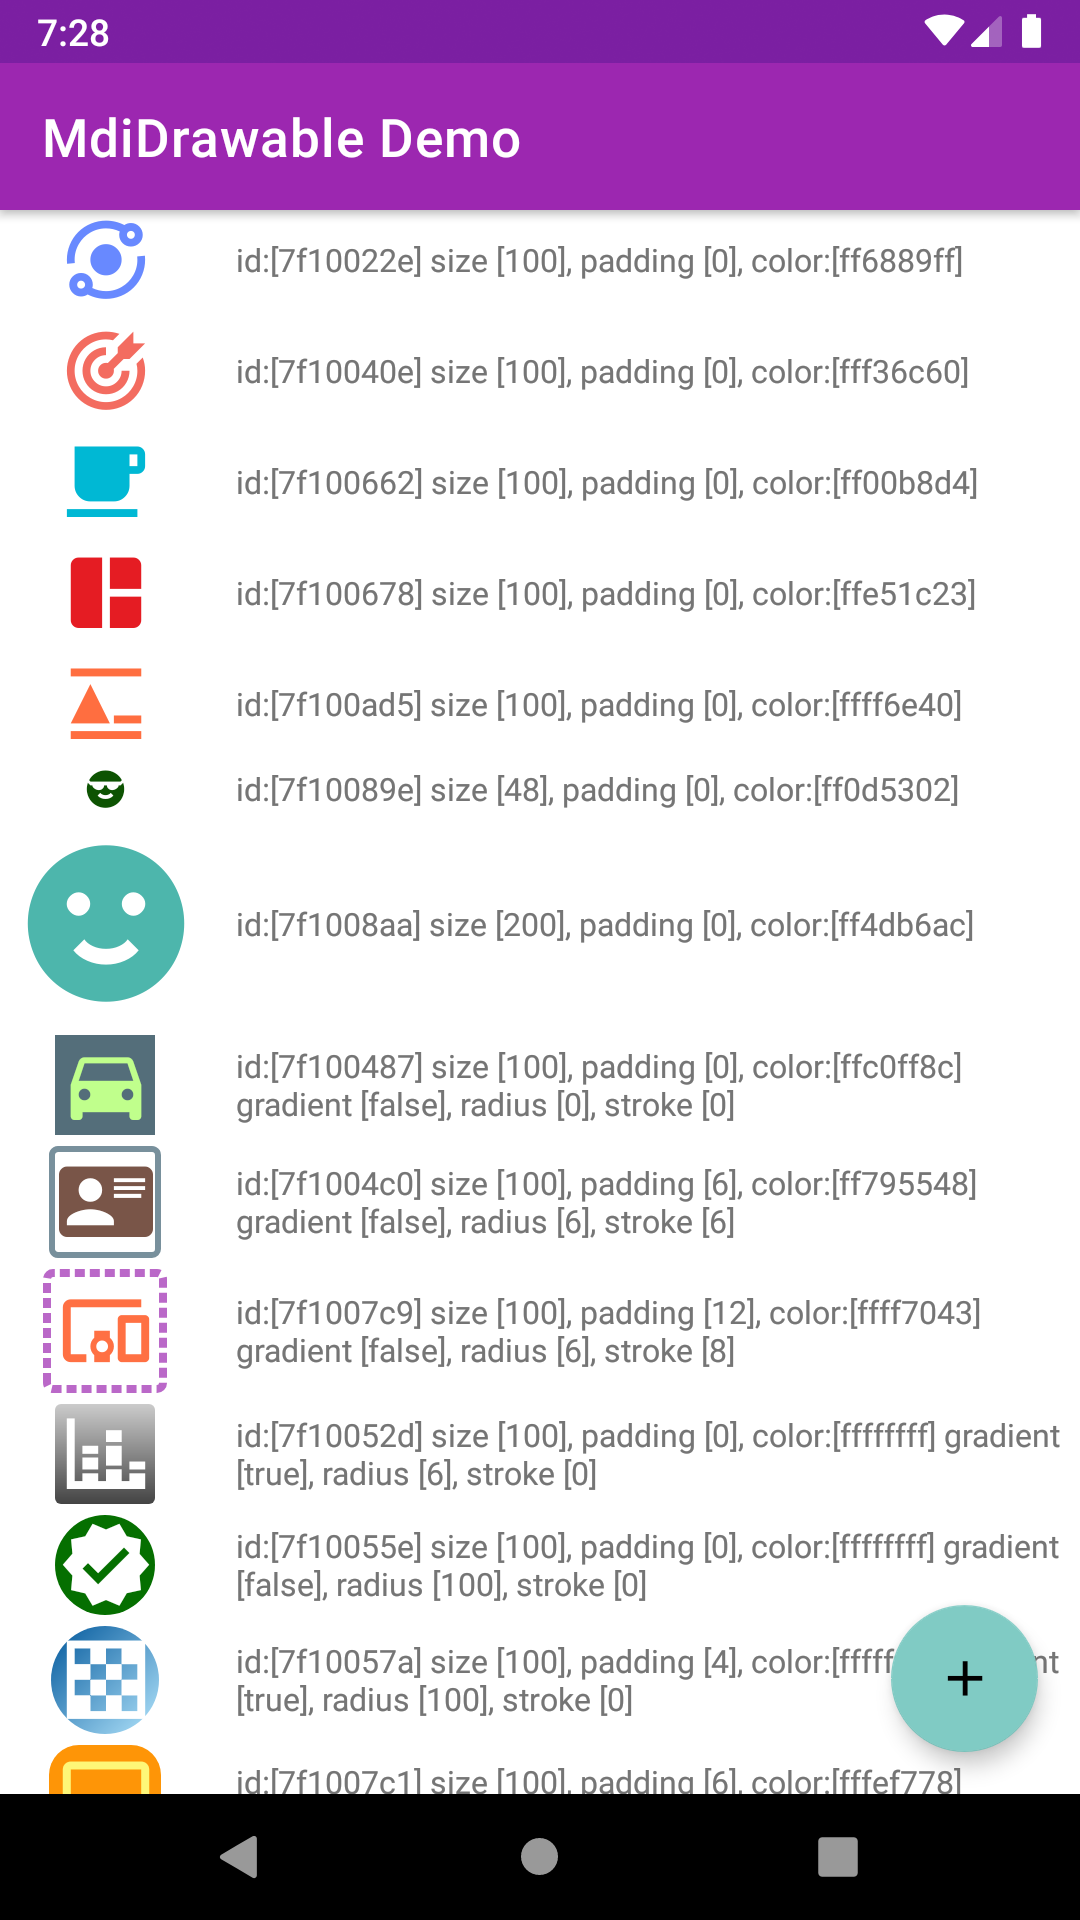 7:28
MdiDrawable Demo
id:[7f10022e] size [100], padding [0], color:[ff6889ff]
id:[7f10040e] size [100], padding [0], color:[fff36c60]
id:[7f100662] size [100], padding [0], color:[ff00b8d4]
id:[7f100678] size [100], padding [0], color:[ffe51c23]
id:[7f100ad5] size [100], padding [0], color:[ffff6e40]
id:[7f10089e] size [48], padding [0], color:[ff0d5302]
id:[7f1008aa] size [200], padding [0], color:[ff4db6ac]
id:[7f100487] size [100], padding [0], color:[ffc0ff8c]
gradient [false], radius [0], stroke [0]
id:[7f1004c0] size [100], padding [6], color:[ff795548]
gradient [false], radius [6], stroke [6]
id:[7f1007c9] size [100], padding [12], color:[ffff7043]
gradient [false], radius [6], stroke [8]
id:[7f10052d] size [100], padding [0], color:[ffffffff] gradient
[true], radius [6], stroke [0]
id:[7f10055e] size [100], padding [0], color:[ffffffff] gradient
[false], radius [100], stroke [0]
id:[7f10057a] size [100], padding [4],
[true], radius [100], stroke [0]
id:[7f1007c1] size [100], padding [6], color:[fffef778]